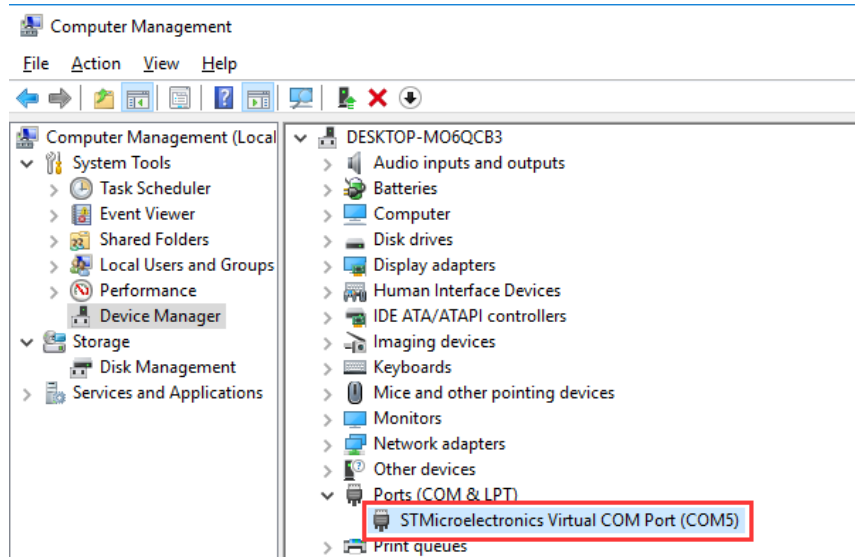 Computer Management
File Action View Help
Computer Management (Local
System Tools
Task Scheduler
Event Viewer
Shared Folders
Local Users and Groups
Performance
Device Manager
Storage
Disk Management
Services and Applications
DESKTOP-MO6QCB3
Audio inputs and outputs
Batteries
Computer
Disk drives
Display adapters
Human Interface Devices
IDE ATA/ATAPI controllers
Imaging devices
Keyboards
Mice and other pointing devices
Monitors
Network adapters
Other devices
Ports (COM & LPT)
STMicroelectronics Virtual COM Port (COM5)
Print queues